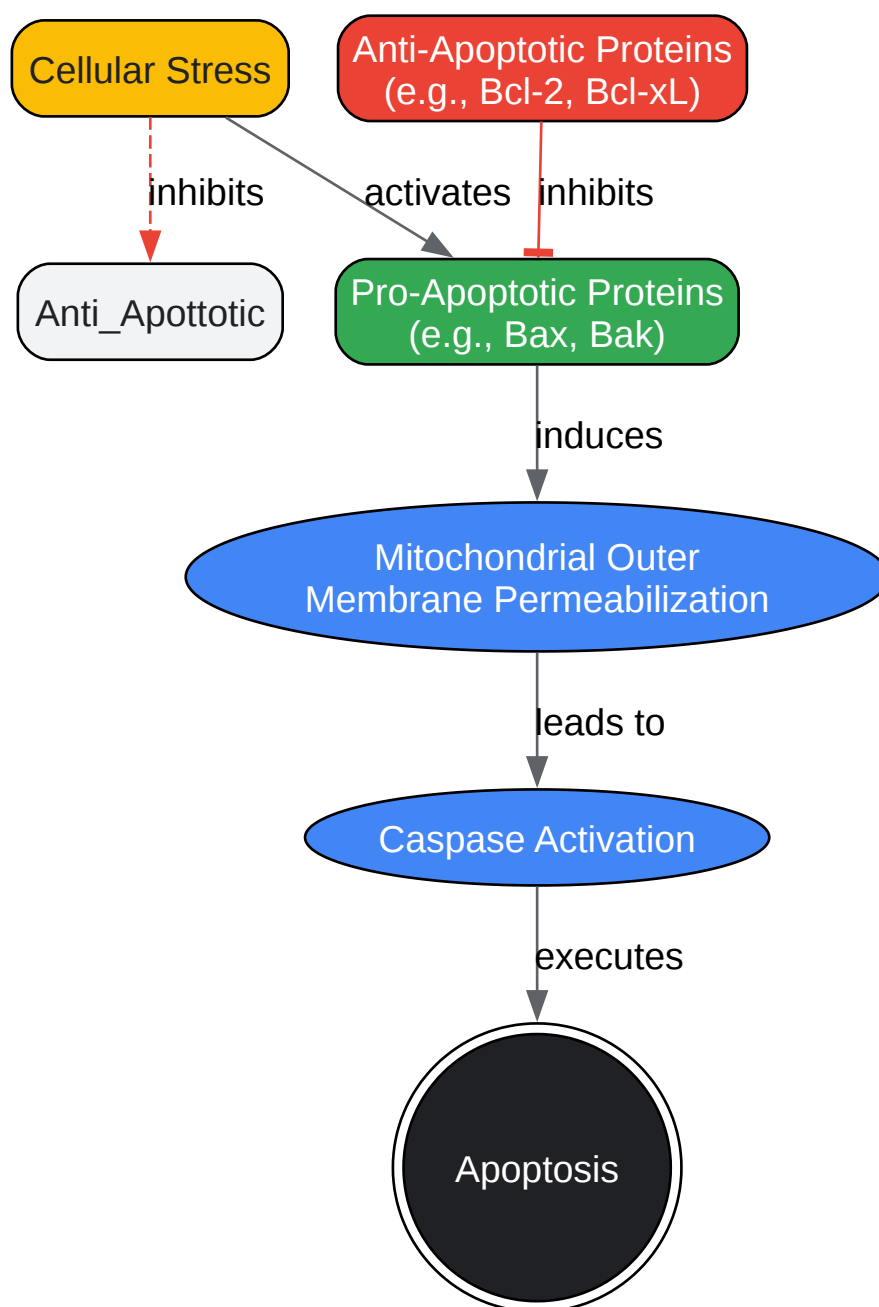 Cellular Stress
Anti-Apoptotic Proteins
(e.g., Bcl-2, Bcl-xL)
inhibits
activates
inhibits
Anti_Apottotic
Pro-Apoptotic Proteins
(e.g., Bax, Bak)
induces
Mitochondrial Outer
Membrane Permeabilization
leads to
Caspase Activation
executes
Apoptosis